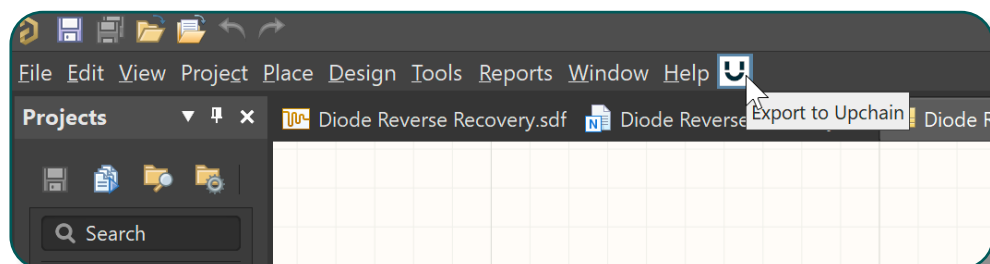 File Edit View Project Place Design Tools Reports Window Help
Export to Upchain
Projects
Diode Reverse Recovery.sdf Diode Reverse Diode R
Search